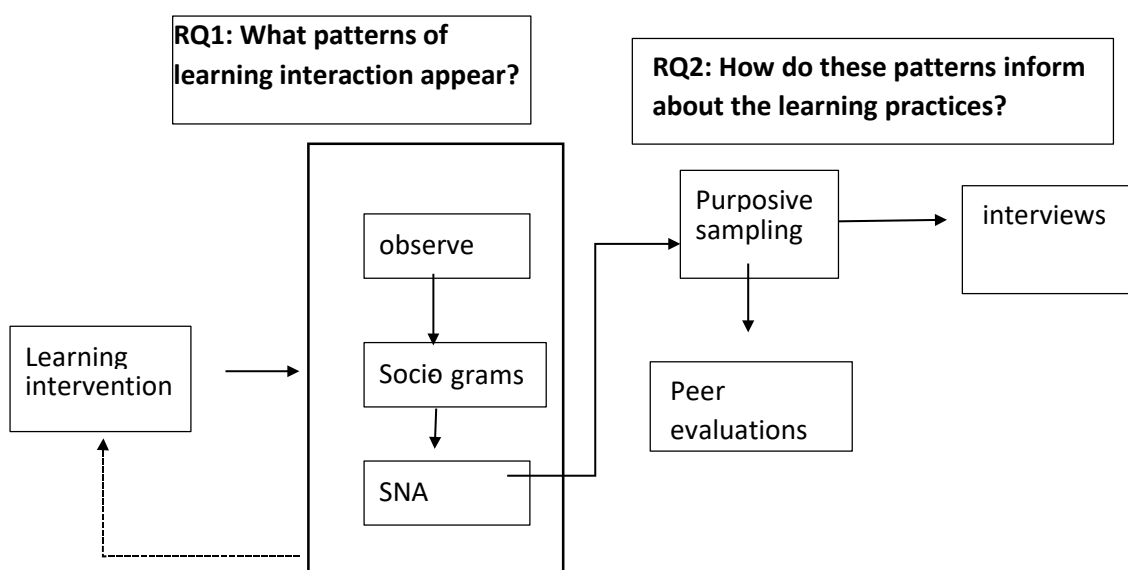 RQ1: What patterns of
learning interaction appear?
RQ2: How do these patterns inform
about the learning practices?
Purposive
sampling
interviews
observe
Learning
intervention
Socio grams
Peer
evaluations
SNA